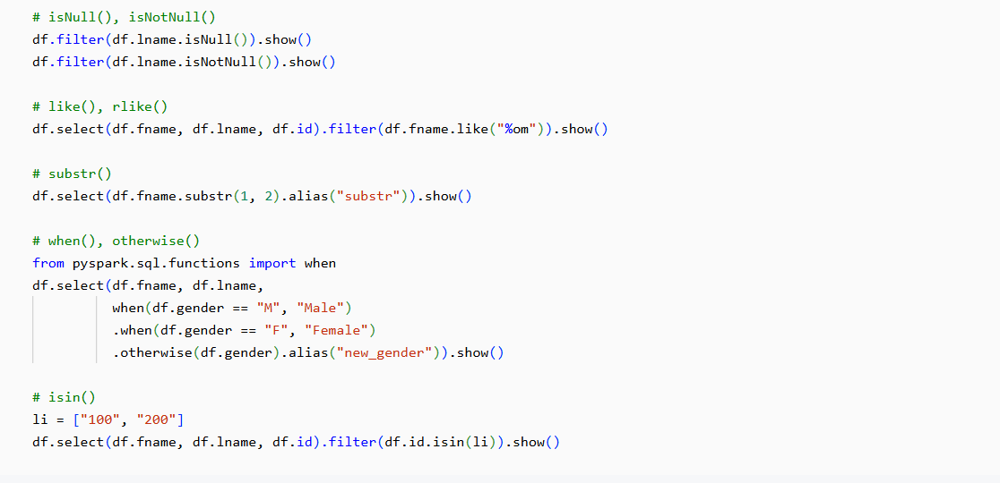 # isNull(), isNotNull()
df.filter(df.lname.isNull()).show()
df.filter(df.lname.isNotNull()).show()

# like(), rlike()
df.select(df.fname, df.lname, df.id).filter(df.fname.like("%om")).show()

# substr()
df.select(df.fname.substr(1, 2).alias("substr")).show()

# when(), otherwise()
from pyspark.sql.functions import when
df.select(df.fname, df.lname,
          when(df.gender == "M", "Male")
          .when(df.gender == "F", "Female")
          .otherwise(df.gender).alias("new_gender")).show()

# isin()
li = ["100", "200"]
df.select(df.fname, df.lname, df.id).filter(df.id.isin(li)).show()